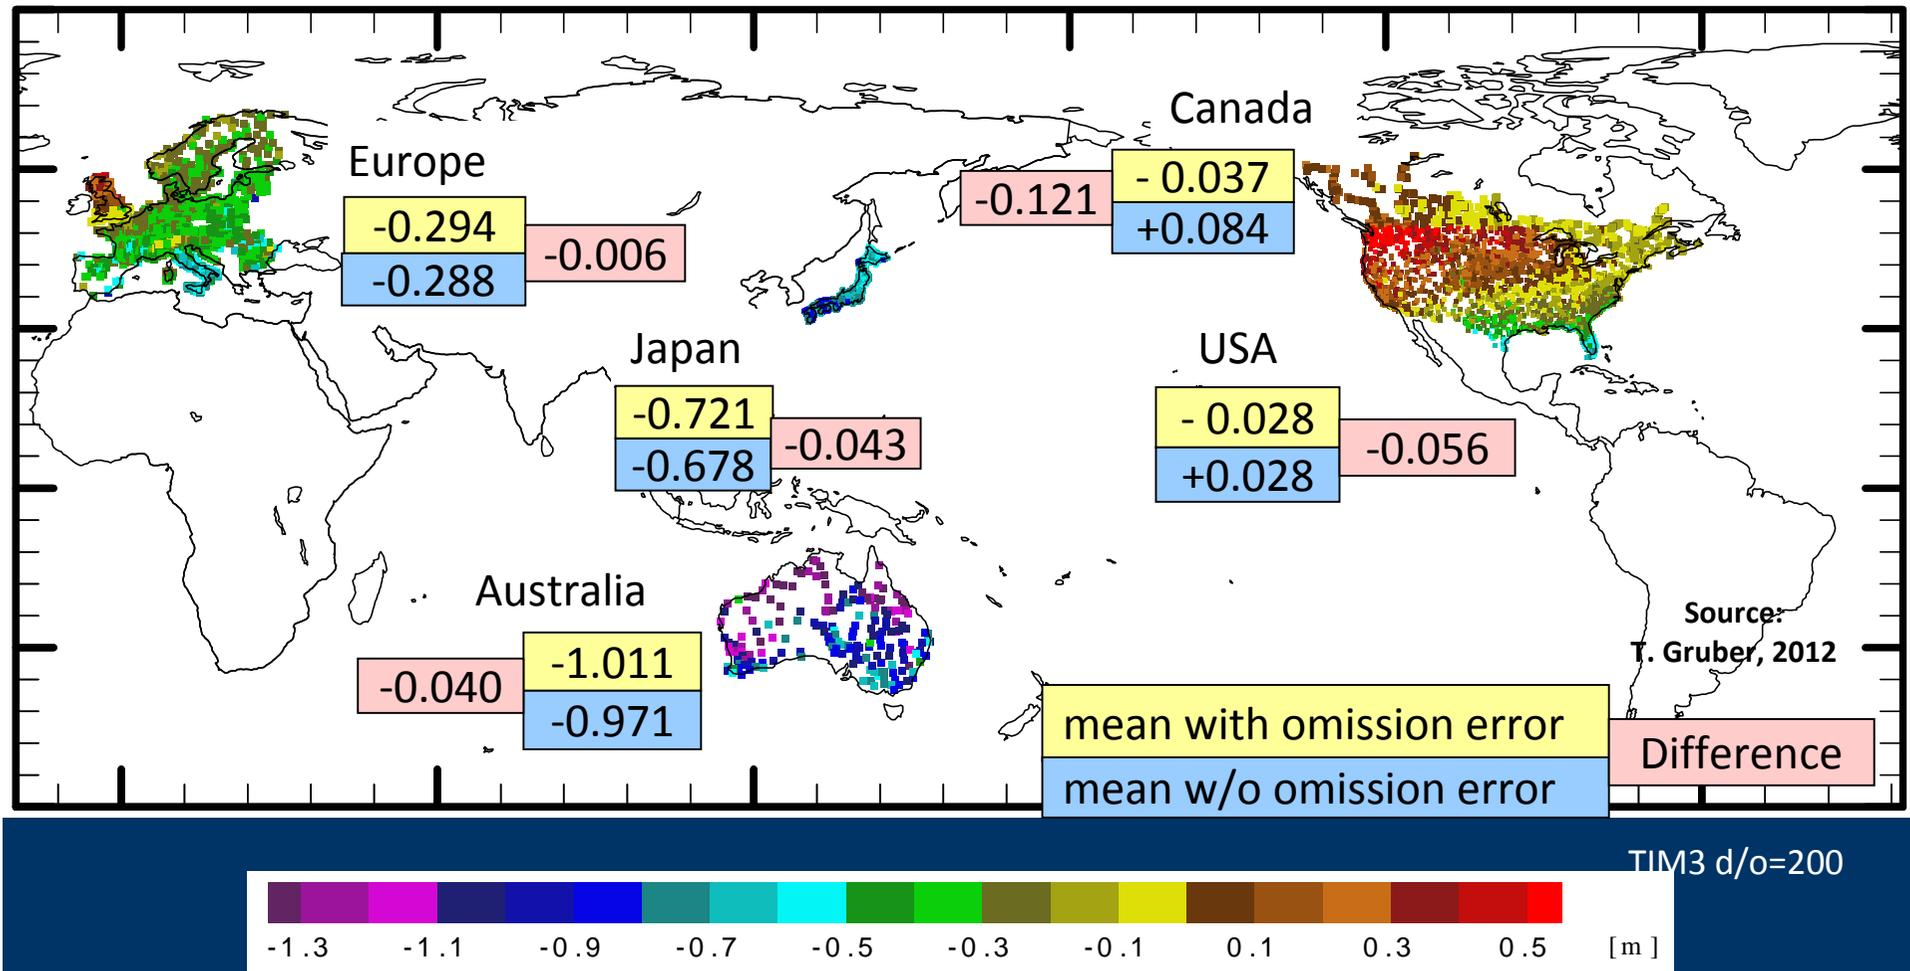 Canada
- 0.037
-0.121
+0.084
Europe
-0.294
-0.006
-0.288
Japan
-0.721
-0.043
-0.678
USA
- 0.028
-0.056
+0.028
Australia
-1.011
-0.040
-0.971
Source:
T. Gruber, 2012
mean with omission error
Difference
mean w/o omission error
TIM3 d/o=200
-1.3 -1.1 -0.9 -0.7 -0.5 -0.3 -0.1 0.1 0.3 0.5 [m]